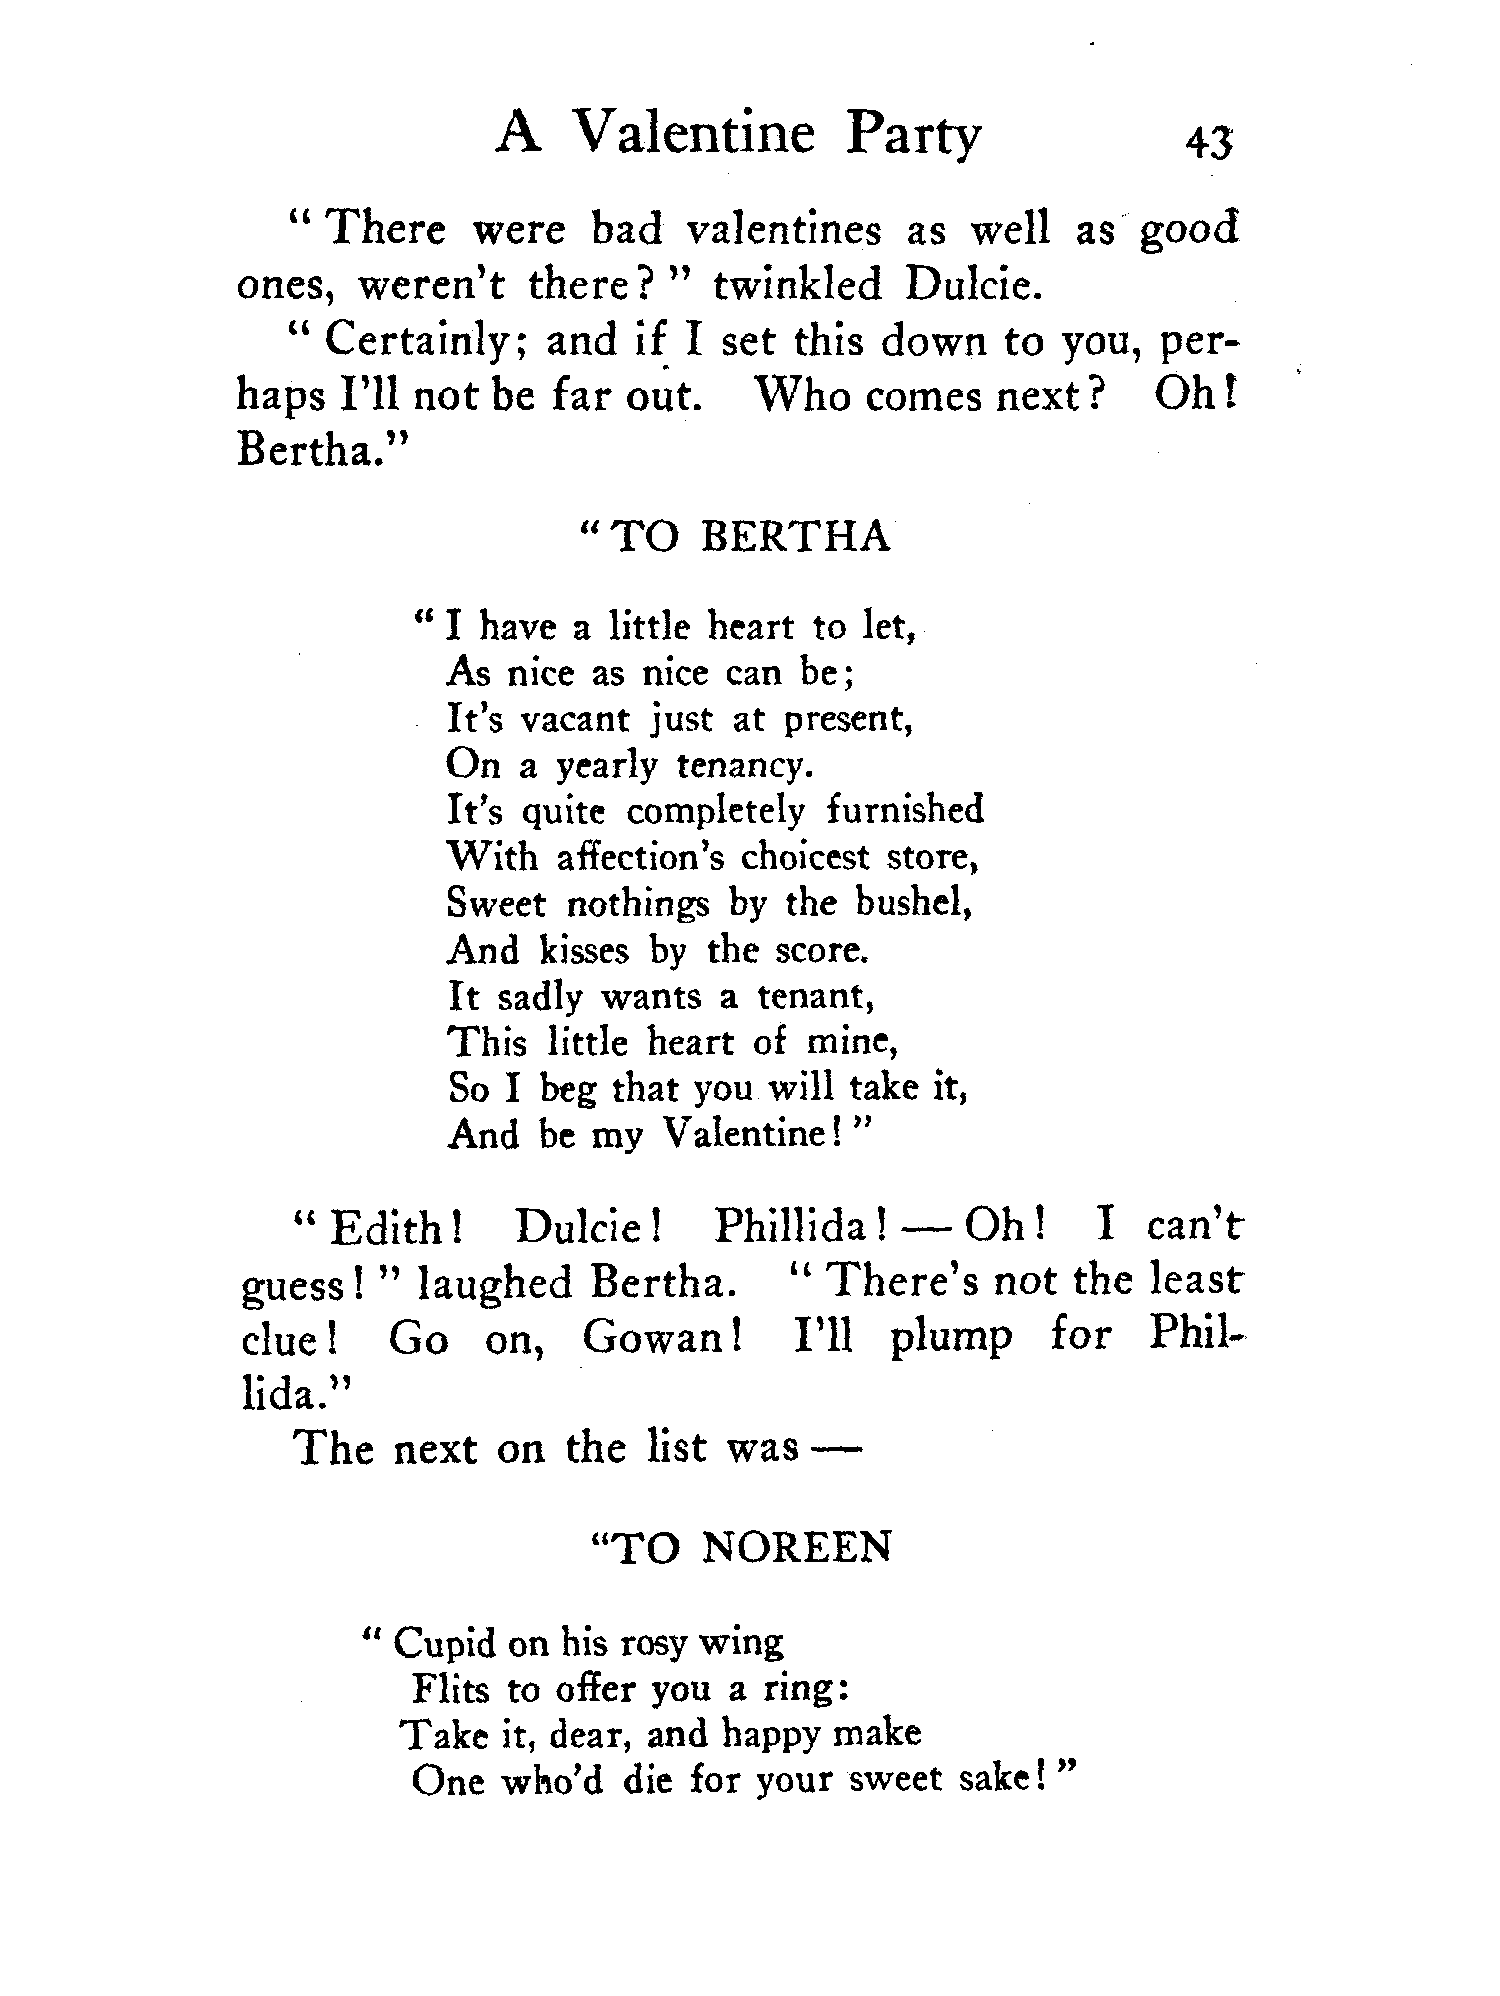 A Valentine Party 43
“ There were bad valentines as well as good
ones, weren't there? ” twinkled Dulcie.
“ Certainly; and if I set this down to you, per-
haps I'll not be far out. Who comes next? Oh!
Bertha.”
“TO BERTHA
“ I have a little heart to let,
As nice as nice can be;
It's vacant just at present,
On a yearly tenancy.
It's quite completely furnished
With affection's choicest store,
Sweet nothings by the bushel,
And kisses by the score.
It sadly wants a tenant,
This little heart of mine,
So I beg that you will take it,
And be my Valentine! ”
“ Edith! Dulcie! Phillida! — Oh! I can't
guess! ” laughed Bertha. “ There's not the least
clue! Go on, Gowan! I'll plump for Phil-
lida.”
The next on the list was —
“TO NOREEN
“ Cupid on his rosy wing
Flits to offer you a ring:
Take it, dear, and happy make
One who'd die for your sweet sake! ”